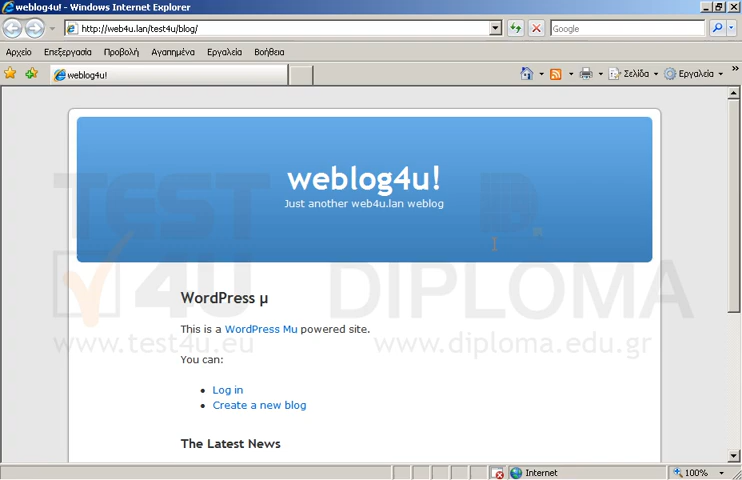 weblog4u! - Windows Internet Explorer
http://web4u.lan/test4u/blog/
Google
Αρχείο Επεξεργασία Προβολή Αγαπημένα Εργαλεία Βοήθεια
weblog4u!
Σελίδα Εργαλεία
weblog4u!
Just another web4u.lan weblog
TEST 4U DIPLOMA
www.test4u.eu www.diploma.edu.gr
WordPress μ
This is a WordPress Mu powered site.
You can:
Log in
Create a new blog
The Latest News
Internet 100%